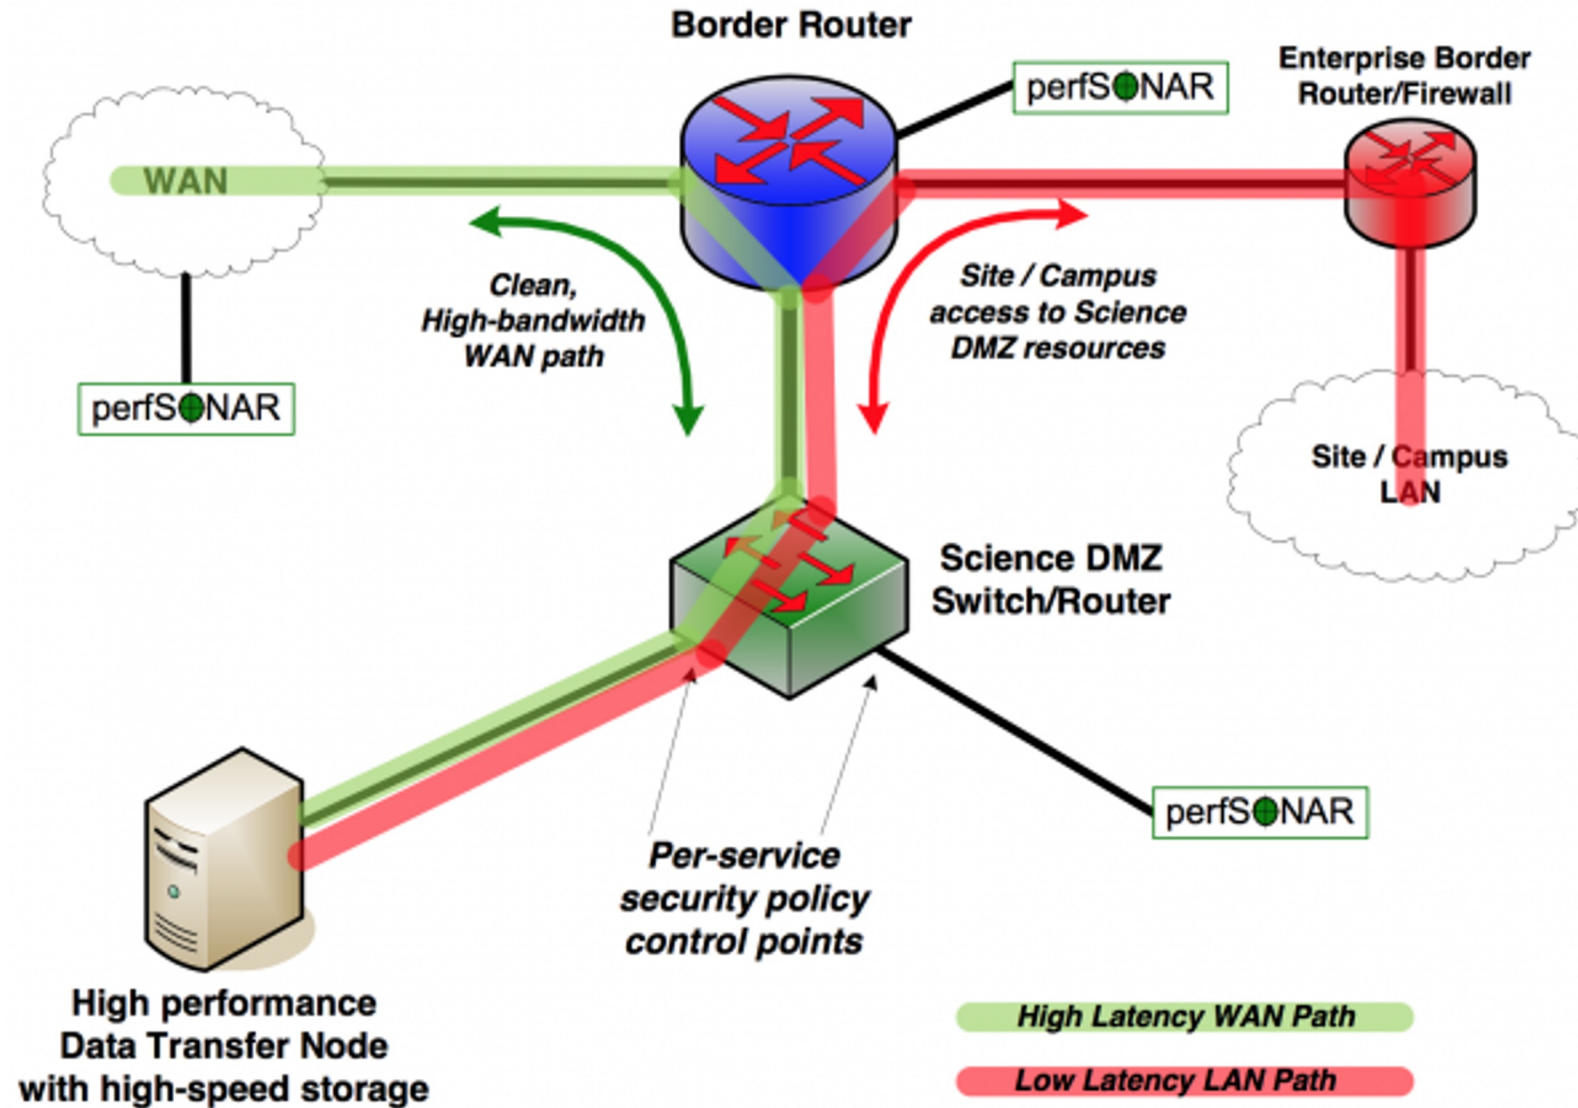 Border Router
perfSONAR
Enterprise Border
Router/Firewall
WAN
Clean,
High-bandwidth
WAN path
Site / Campus
access to Science
DMZ resources
perfSONAR
Site / Campus
LAN
Science DMZ
Switch/Router
perfSONAR
Per-service
security policy
control points
High performance
Data Transfer Node
with high-speed storage
High Latency WAN Path
Low Latency LAN Path